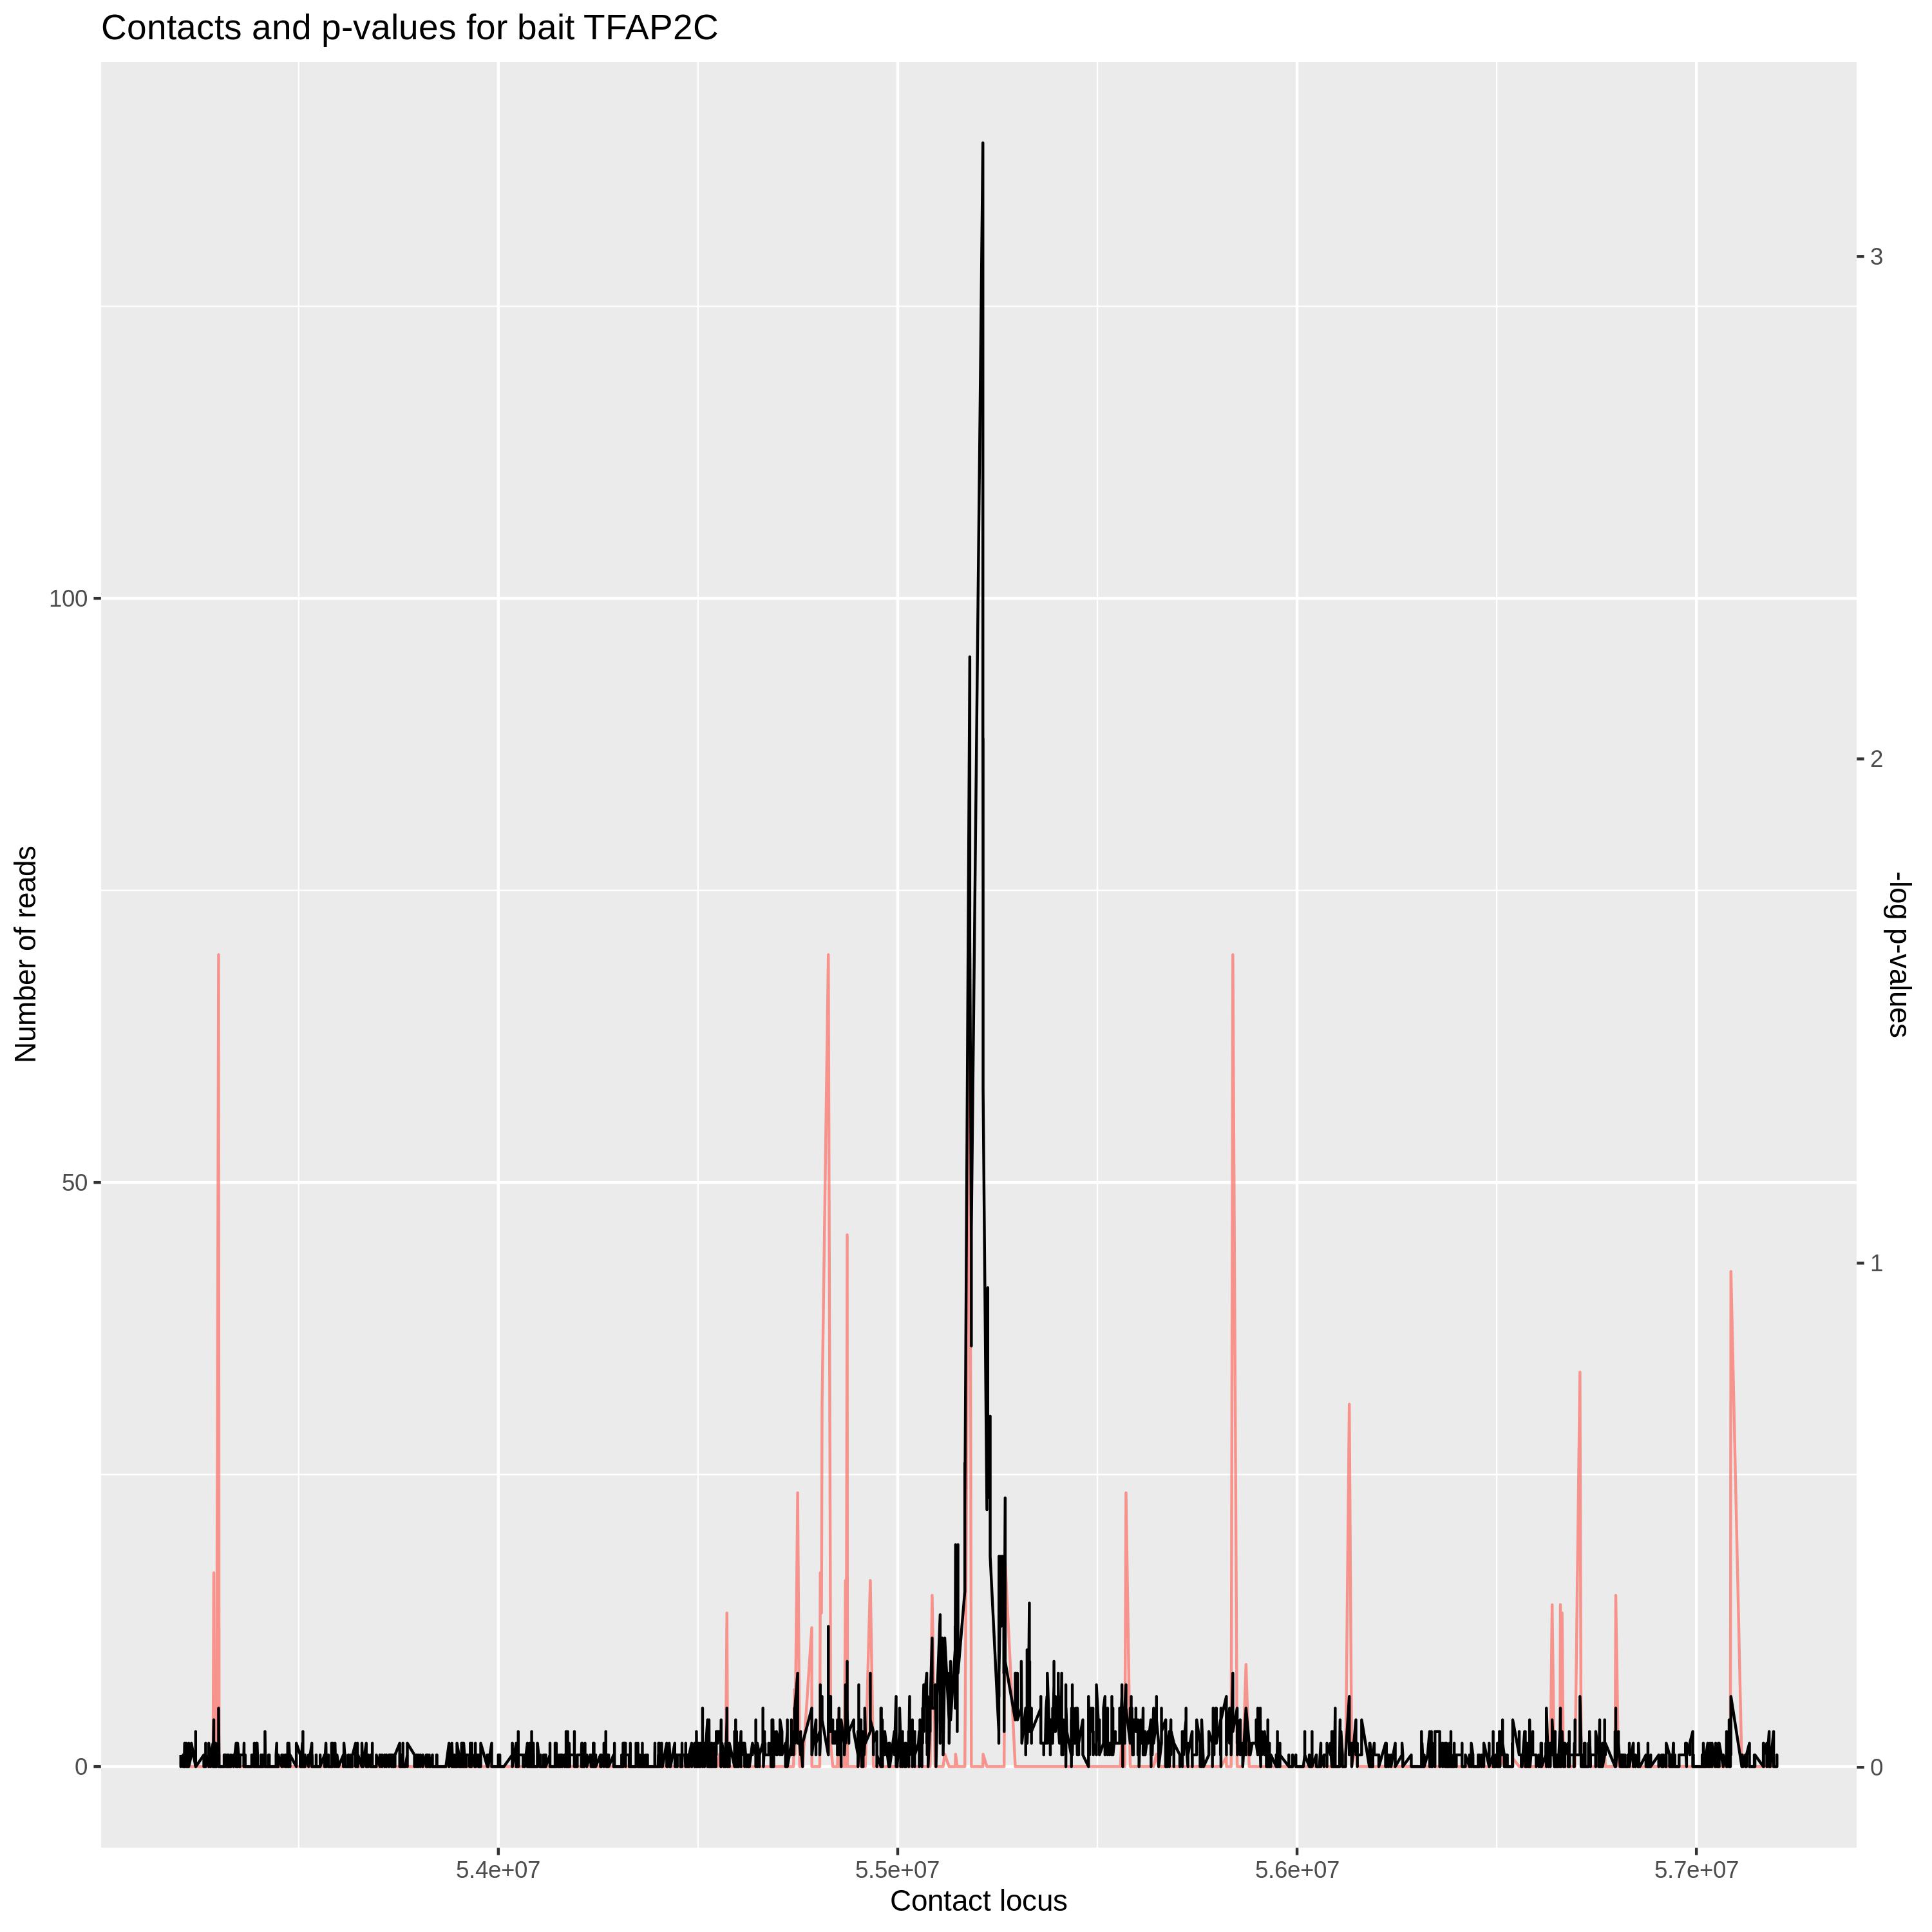 Contacts and p-values for bait TFAP2C
Number of reads
100
50
0
3
2
1
0
-log p-values
5.4e+07
5.5e+07
5.6e+07
5.7e+07
Contact locus